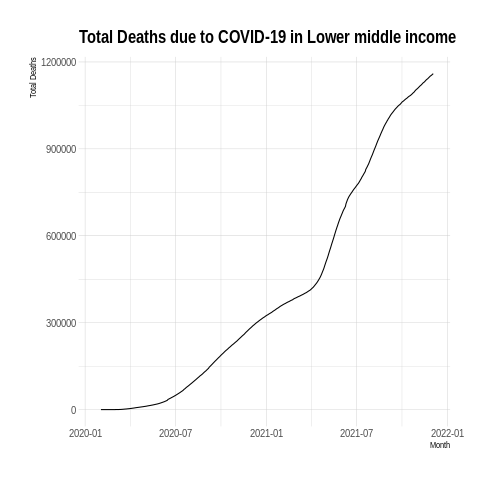 Total Deaths due to COVID-19 in Lower middle income
Total Deaths
1200000
900000
600000
300000
0
2020-01 2020-07 2021-01 2021-07 2022-01
Month